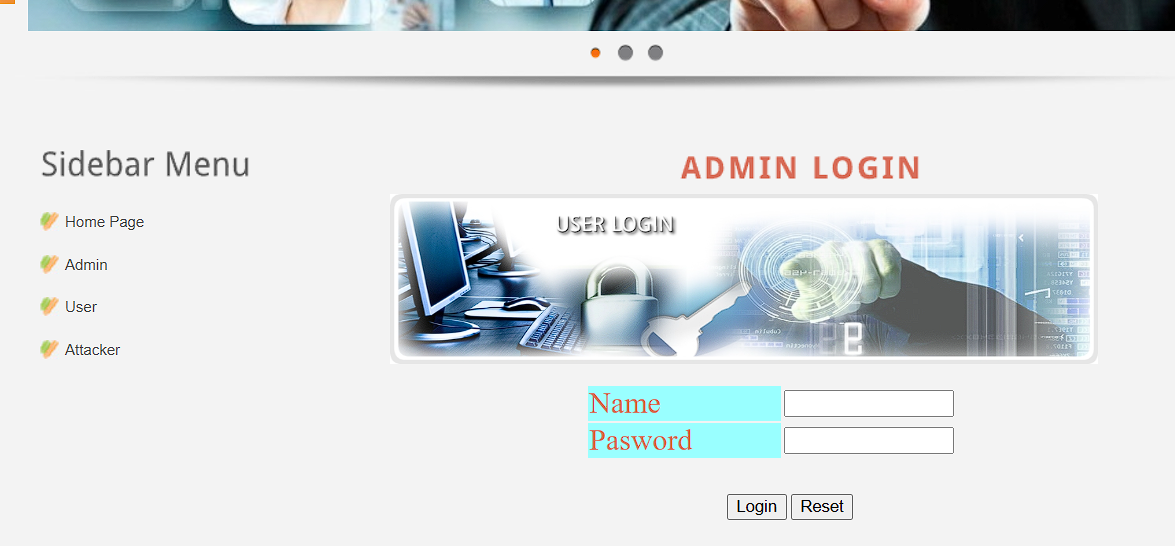 Sidebar Menu
Home Page
Admin
User
Attacker
ADMIN LOGIN
USER LOGIN
Name
Pasword
Login Reset